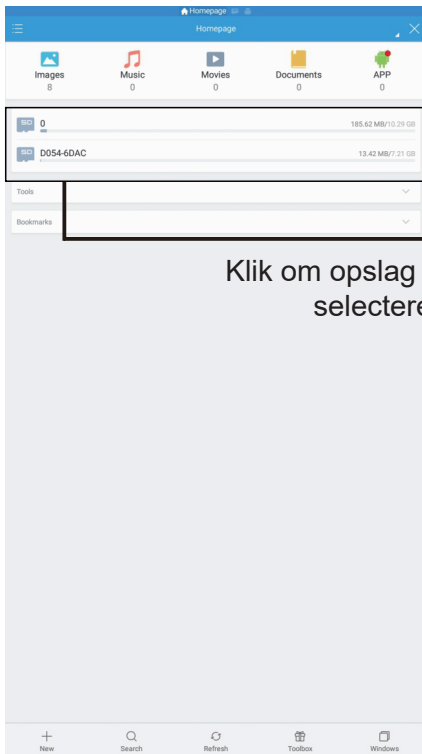 Homepage
Homepage
Images Music Movies Documents APP
8 0 0 0 0
0 185.62 MB/10.29 GB
D054-6DAC 13.42 MB/7.21 GB
Tools
Bookmarks
Klik om opslag
selectere
New Search Refresh Toolbox Windows